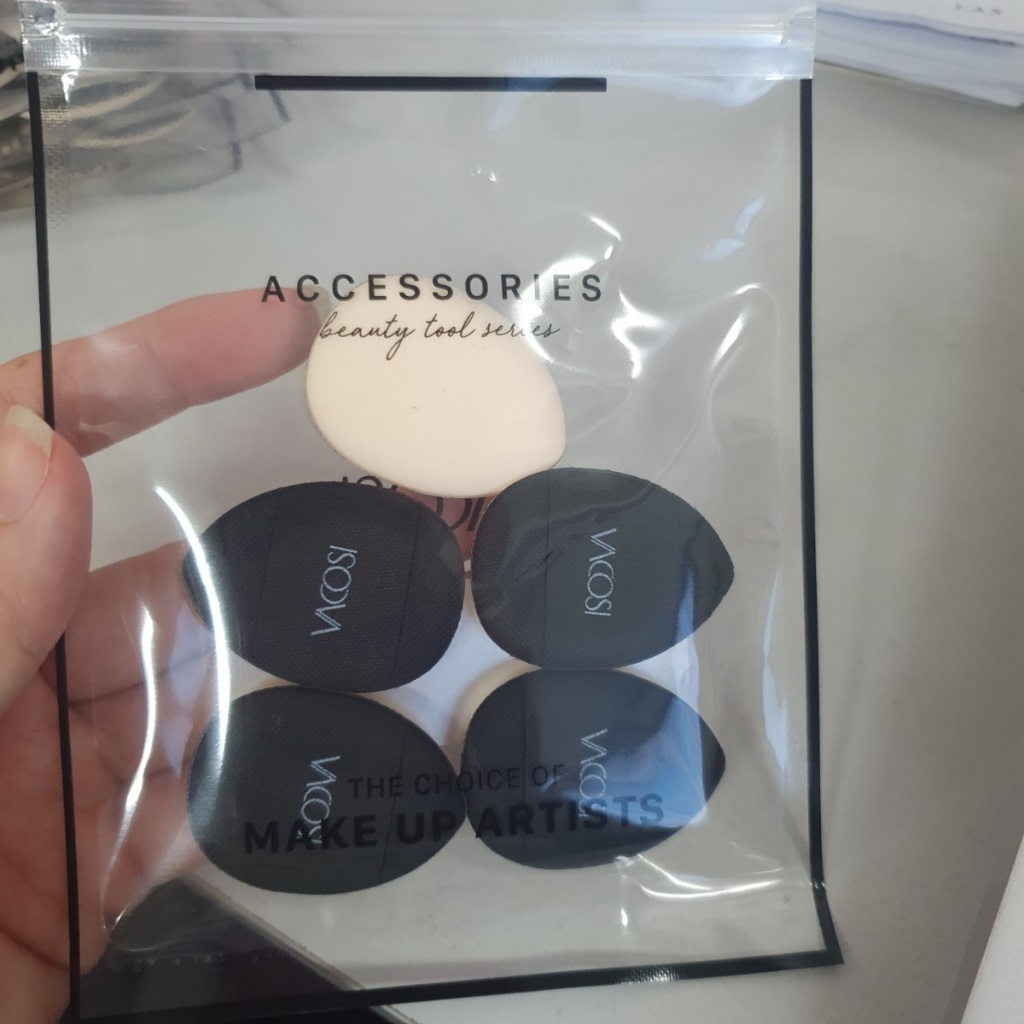 ACCESSORIES
beauty tool series
VACOSI
VACOSI
VACOSI
VACOSI
THE CHOICE OF
MAKE UP ARTISTS